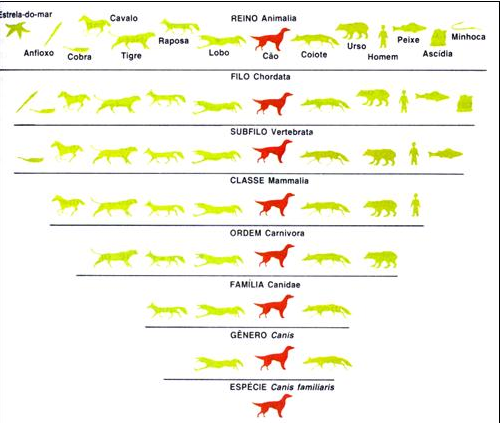 Estrela-do-mar
REINO Animalia
Cavalo
Minhoca
Raposa
Peixe
Urso
Anfioxo
Cobra
Tigre
Lobo
Cão
Coiote
Homem
Ascídia
FILO Chordata
SUBFILO Vertebrata
CLASSE Mammalia
ORDEM Carnivora
FAMÍLIA Canidae
GÊNERO Canis
ESPÉCIE Canis familiaris